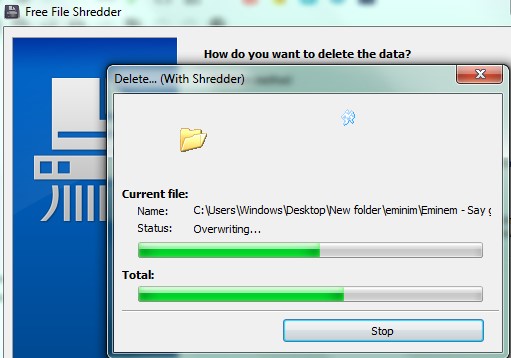 Free File Shredder
How do you want to delete the data?
Delete... (With Shredder)
Current file:
Name: C:\Users\Windows\Desktop\New folder\eminim\Eminem - Say g
Status: Overwriting...
Total:
Stop